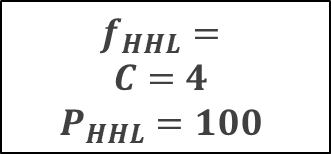 f_HHL =
C = 4
P_HHL = 100